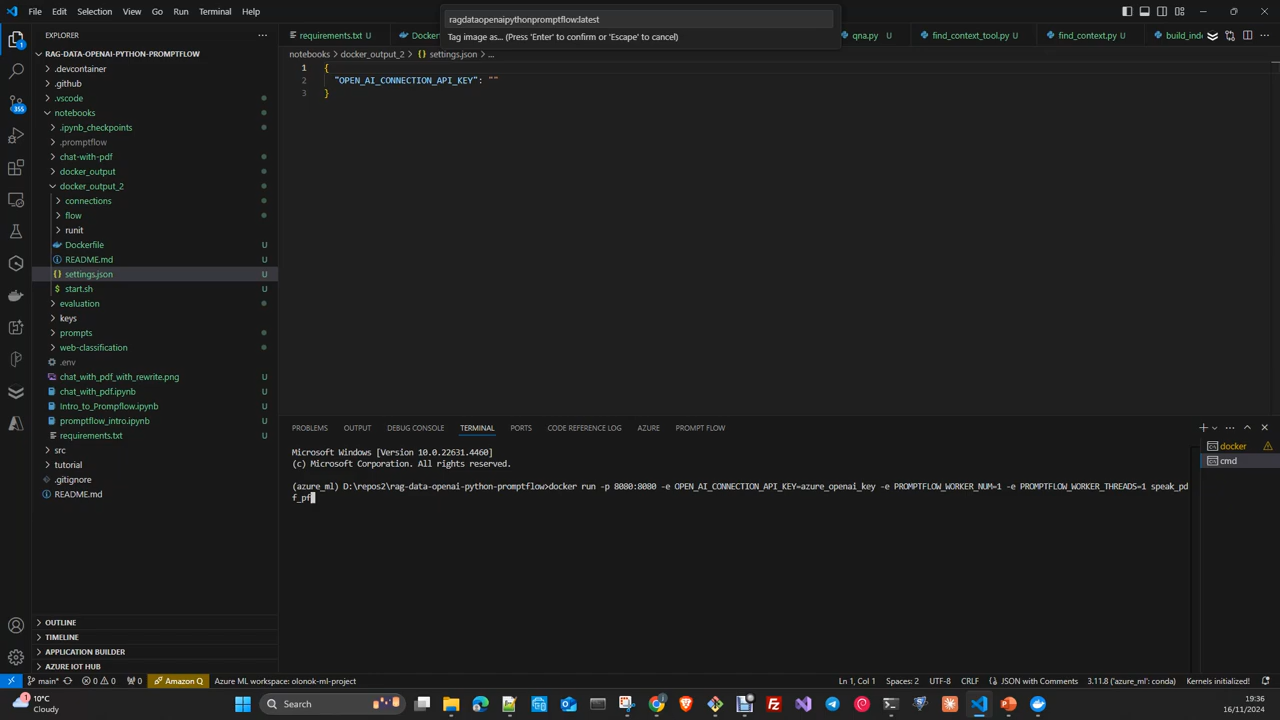 File Edit Selection View Go Run Terminal Help
ragdataopenaipythonpromptflow:latest
Tag image as... (Press 'Enter' to confirm or 'Escape' to cancel)
EXPLORER
requirements.txt U
qna.py U
find_context_tool.py U
find_context.py U
notebooks > docker_output_2 > {} settings.json > ...
RAG-DATA-OPENAI-PYTHON-PROMPTFLOW
.devcontainer
.github
.vscode
notebooks
.ipynb_checkpoints
.promptflow
chat-with-pdf
docker_output
docker_output_2
connections
flow
runit
Dockerfile U
README.md U
settings.json U
start.sh U
evaluation
keys
prompts
web-classification
.env
chat_with_pdf_with_rewrite.png U
chat_with_pdf.ipynb U
Intro_to_Prompflow.ipynb U
promptflow_intro.ipynb U
requirements.txt U
src
tutorial
.gitignore
README.md
OUTLINE
TIMELINE
APPLICATION BUILDER
AZURE IOT HUB
1 {
2 "OPEN_AI_CONNECTION_API_KEY": ""
3 }
PROBLEMS OUTPUT DEBUG CONSOLE TERMINAL PORTS CODE REFERENCE LOG AZURE PROMPT FLOW
Microsoft Windows [Version 10.0.22631.4460]
(c) Microsoft Corporation. All rights reserved.
(azure_ml) D:\repos2\rag-data-openai-python-promptflow>docker run -p 8080:8080 -e OPEN_AI_CONNECTION_API_KEY=azure_openai_key -e PROMPTFLOW_WORKER_NUM=1 -e PROMPTFLOW_WORKER_THREADS=1 speak_pd
f_pf
docker
cmd
355
main* 0 0 0 Amazon Q Azure ML workspace: olonok-ml-project
Ln 1, Col 1 Spaces: 2 UTF-8 CRLF {} JSON with Comments 3.11.8 ('azure_ml': conda) Kernels initialized!
10°C
Cloudy
Search
19:36
16/11/2024